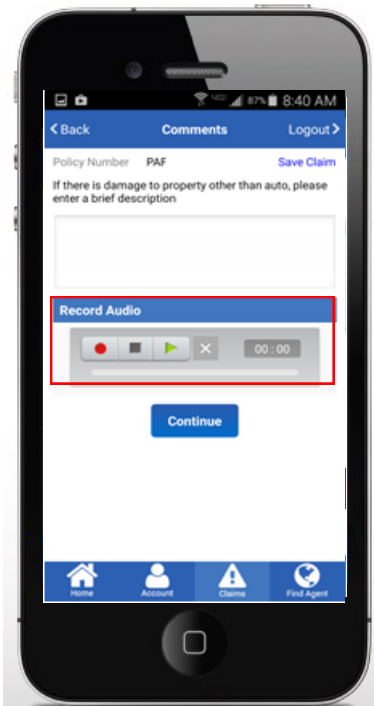 4G 87% 8:40 AM
Back Comments Logout
Policy Number PAF Save Claim
If there is damage to property other than auto, please
enter a brief description
Record Audio
00:00
Continue
Home Account Claims Find Agent